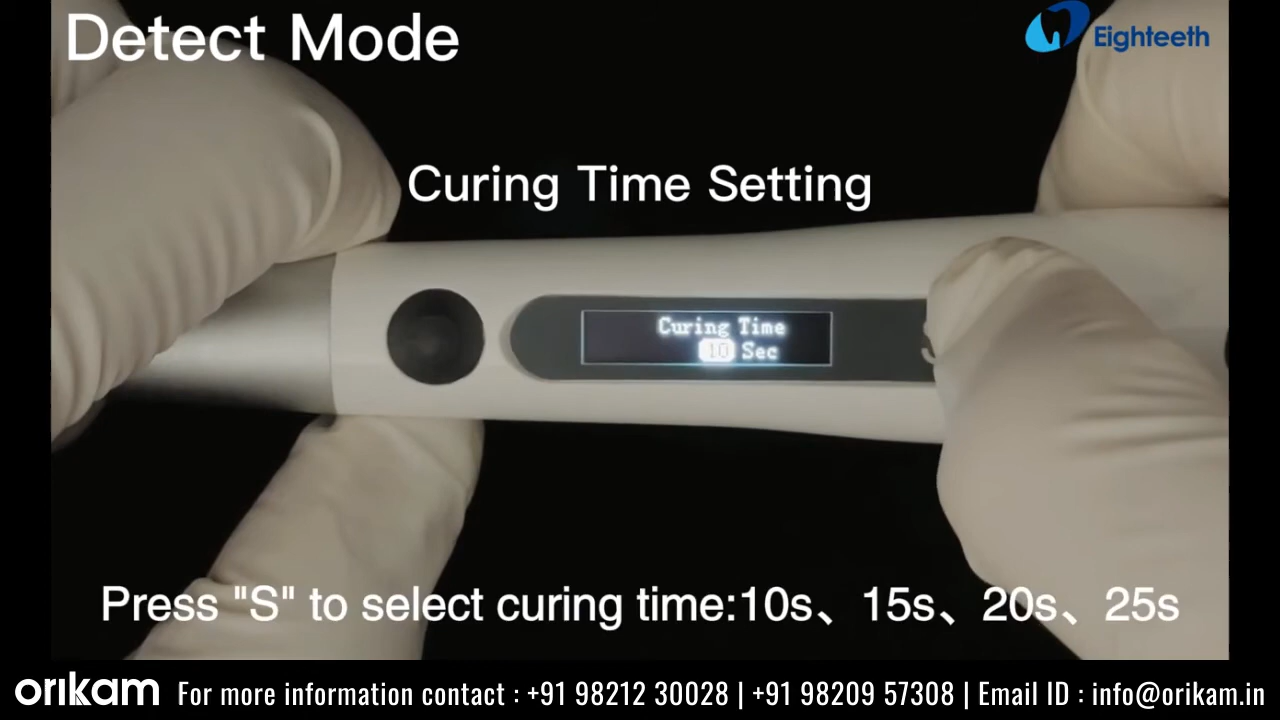 Detect Mode
Eighteeth
Curing Time Setting
Curing Time
10 Sec
Press "S" to select curing time:10s、15s、20s、25s
orikam For more information contact : +91 98212 30028 | +91 98209 57308 | Email ID : info@orikam.in